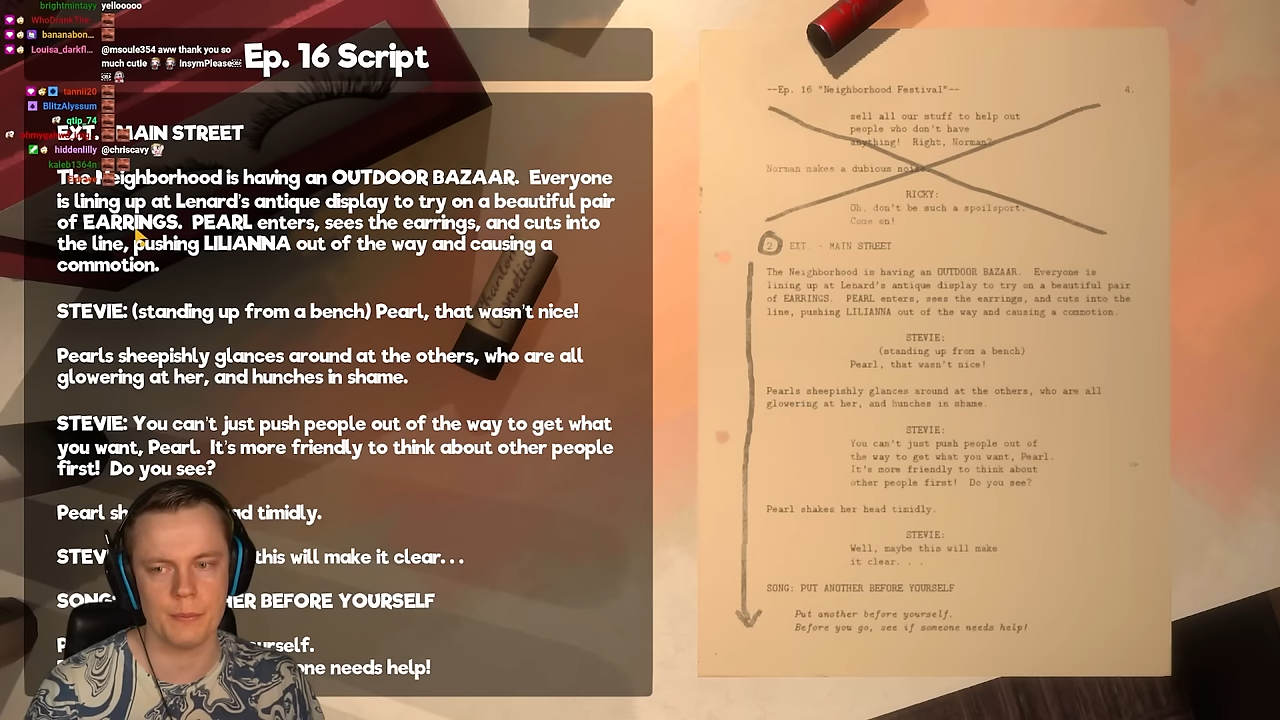 brightmintayy yellooooo
WhoDrunkThe
bananabon...
Louisa_darkfl... @msoule354 aww thank you so
much cutie InsymPlease
tannii20
BlitzAlyssum
qtip_74
hiddenlilly @chriscavy
kaleb1364n
Ep. 16 Script
EXT. MAIN STREET
The Neighborhood is having an OUTDOOR BAZAAR. Everyone
is lining up at Lenard's antique display to try on a beautiful pair
of EARRINGS. PEARL enters, sees the earrings, and cuts into
the line, pushing LILIANNA out of the way and causing a
commotion.
STEVIE: (standing up from a bench) Pearl, that wasn't nice!
Pearls sheepishly glances around at the others, who are all
glowering at her, and hunches in shame.
STEVIE: You can't just push people out of the way to get what
you want, Pearl. It's more friendly to think about other people
first! Do you see?
Pearl sh ad timidly.
STEV this will make it clear. . .
SONG HER BEFORE YOURSELF
P urself.
one needs help!
Phantom
Cosmetics
--Ep. 16 "Neighborhood Festival"-- 4.
sell all our stuff to help out
people who don't have
anything! Right, Norman?
Norman makes a dubious noise.
RICKY:
Oh, don't be such a spoilsport.
Come on!
2 EXT. - MAIN STREET
The Neighborhood is having an OUTDOOR BAZAAR. Everyone is
lining up at Lenard's antique display to try on a beautiful pair
of EARRINGS. PEARL enters, sees the earrings, and cuts into the
line, pushing LILIANNA out of the way and causing a commotion.
STEVIE:
(standing up from a bench)
Pearl, that wasn't nice!
Pearls sheepishly glances around at the others, who are all
glowering at her, and hunches in shame.
STEVIE:
You can't just push people out of
the way to get what you want, Pearl.
It's more friendly to think about
other people first! Do you see?
Pearl shakes her head timidly.
STEVIE:
Well, maybe this will make
it clear. . .
SONG: PUT ANOTHER BEFORE YOURSELF
Put another before yourself.
Before you go, see if someone needs help!